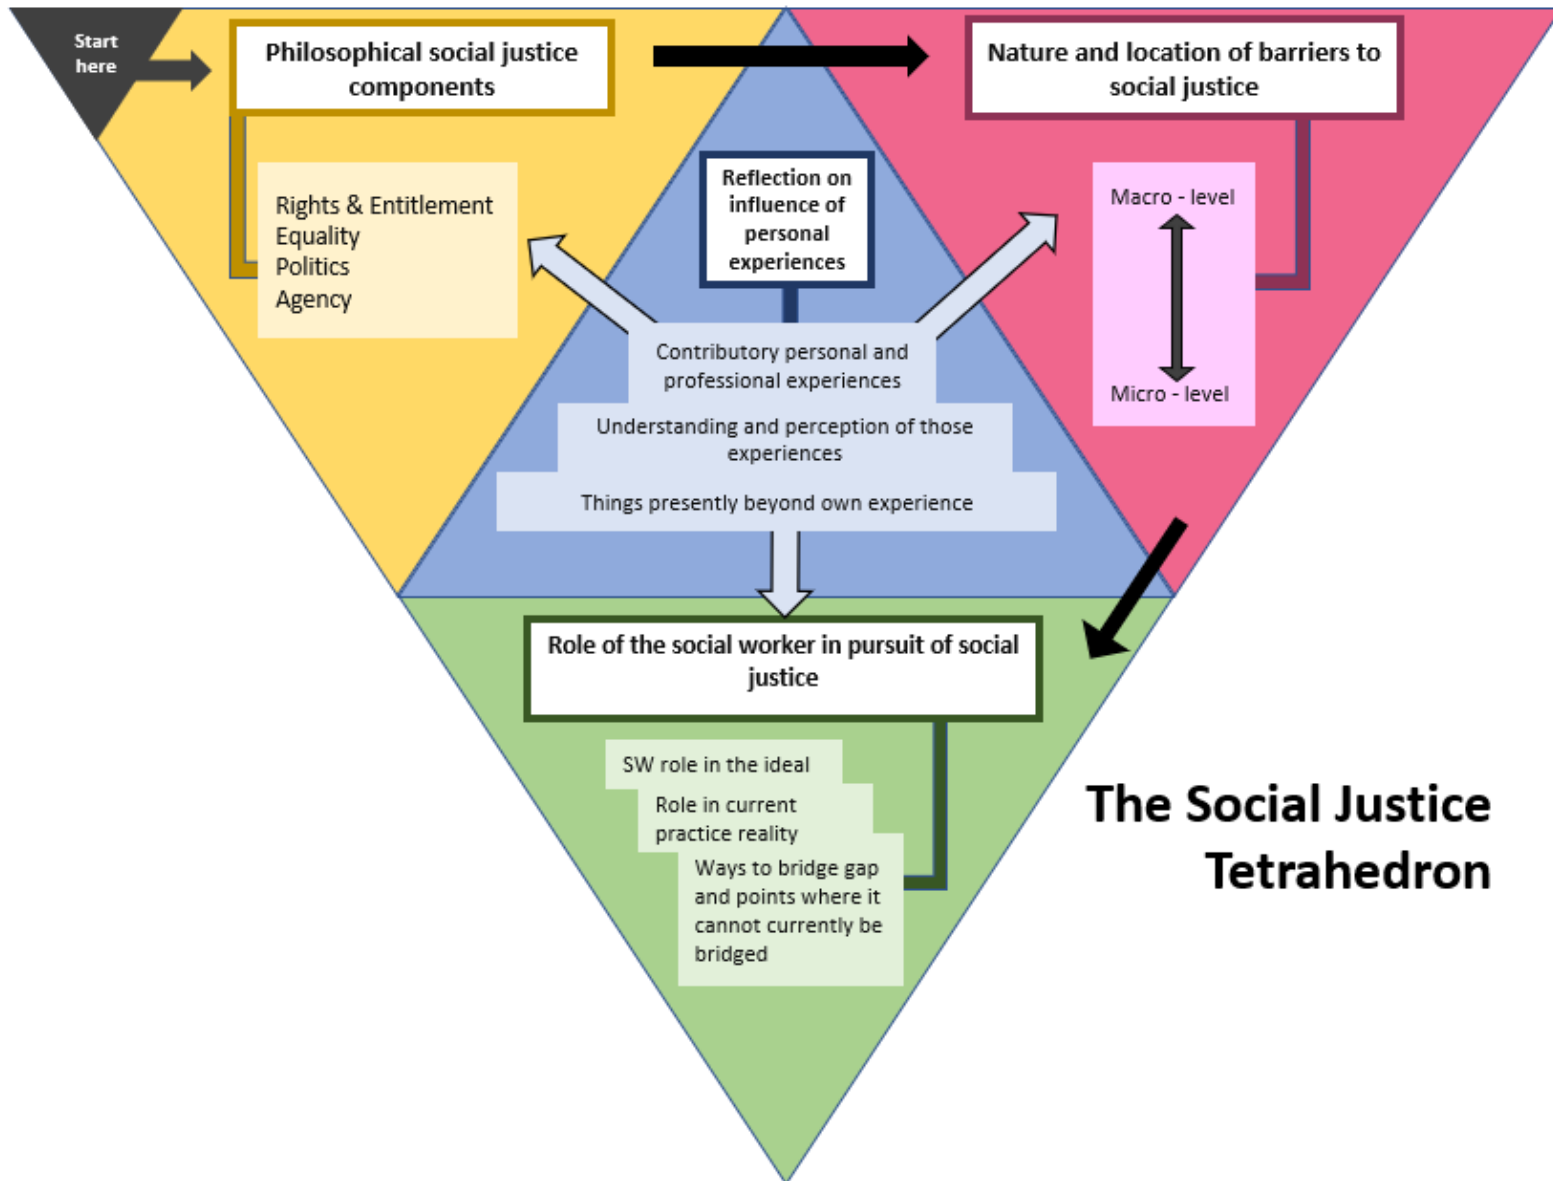 Start
here
Philosophical social justice
components
Nature and location of barriers to
social justice
Rights & Entitlement
Equality
Politics
Agency
Reflection on
influence of
personal
experiences
Macro - level
Micro - level
Contributory personal and
professional experiences
Understanding and perception of those
experiences
Things presently beyond own experience
Role of the social worker in pursuit of social
justice
SW role in the ideal
Role in current
practice reality
Ways to bridge gap
and points where it
cannot currently be
bridged
The Social Justice
Tetrahedron